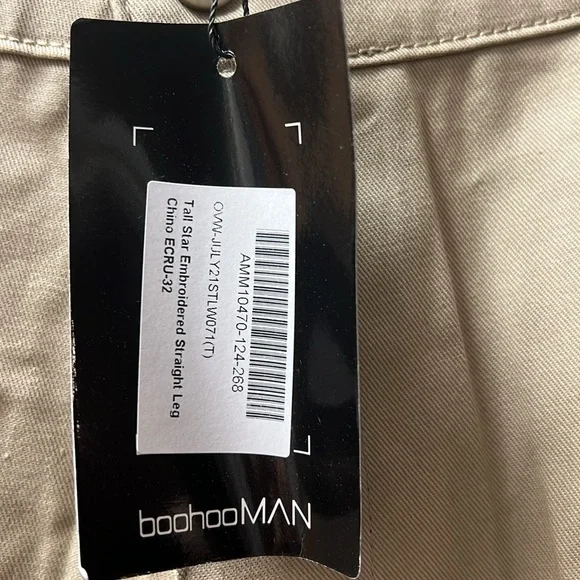 AMM10470-124-268
OVW-JULY21STLW071(T)
Tall Star Embroidered Straight Leg
Chino ECRU-32
boohooMAN